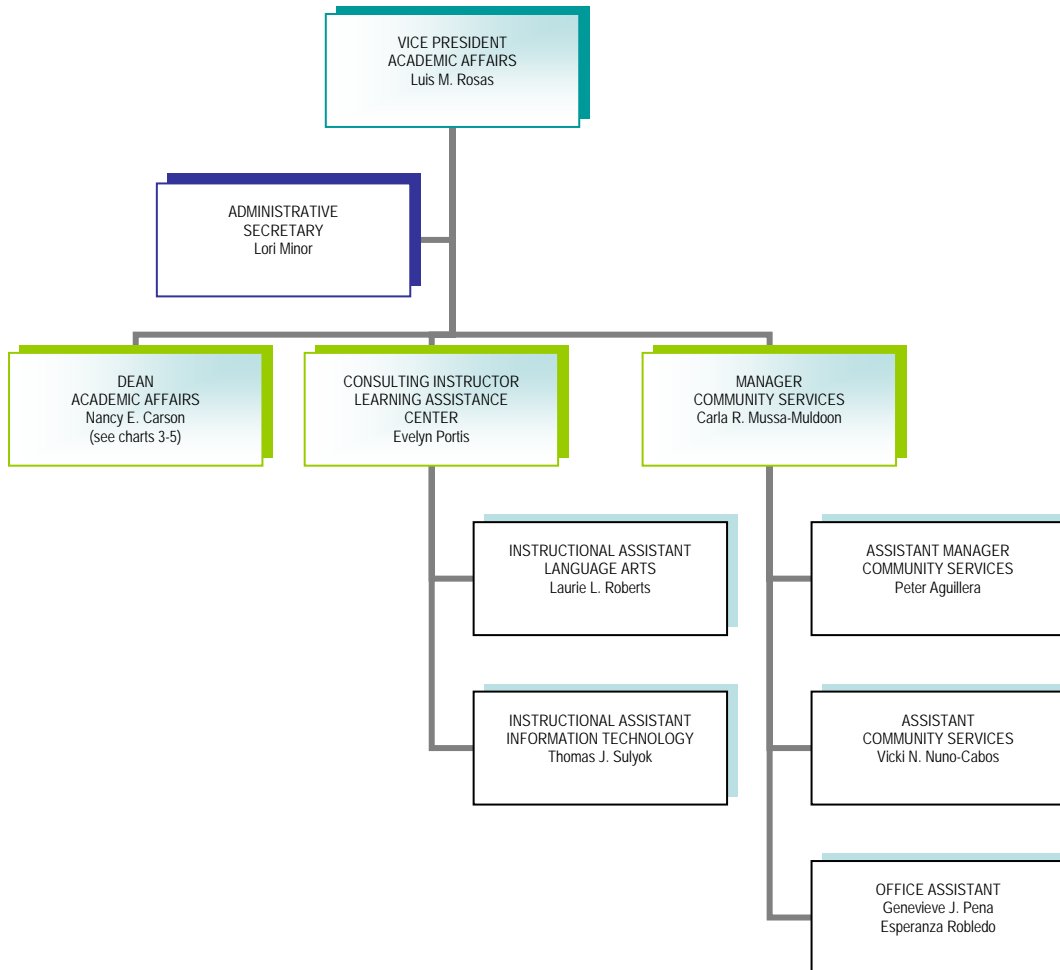 VICE PRESIDENT
ACADEMIC AFFAIRS
Luis M. Rosas
ADMINISTRATIVE
SECRETARY
Lori Minor
DEAN
ACADEMIC AFFAIRS
Nancy E. Carson
(see charts 3-5)
CONSULTING INSTRUCTOR
LEARNING ASSISTANCE
CENTER
Evelyn Portis
MANAGER
COMMUNITY SERVICES
Carla R. Mussa-Muldoon
INSTRUCTIONAL ASSISTANT
LANGUAGE ARTS
Laurie L. Roberts
ASSISTANT MANAGER
COMMUNITY SERVICES
Peter Aguillera
INSTRUCTIONAL ASSISTANT
INFORMATION TECHNOLOGY
Thomas J. Sulyok
ASSISTANT
COMMUNITY SERVICES
Vicki N. Nuno-Cabos
OFFICE ASSISTANT
Genevieve J. Pena
Esperanza Robledo